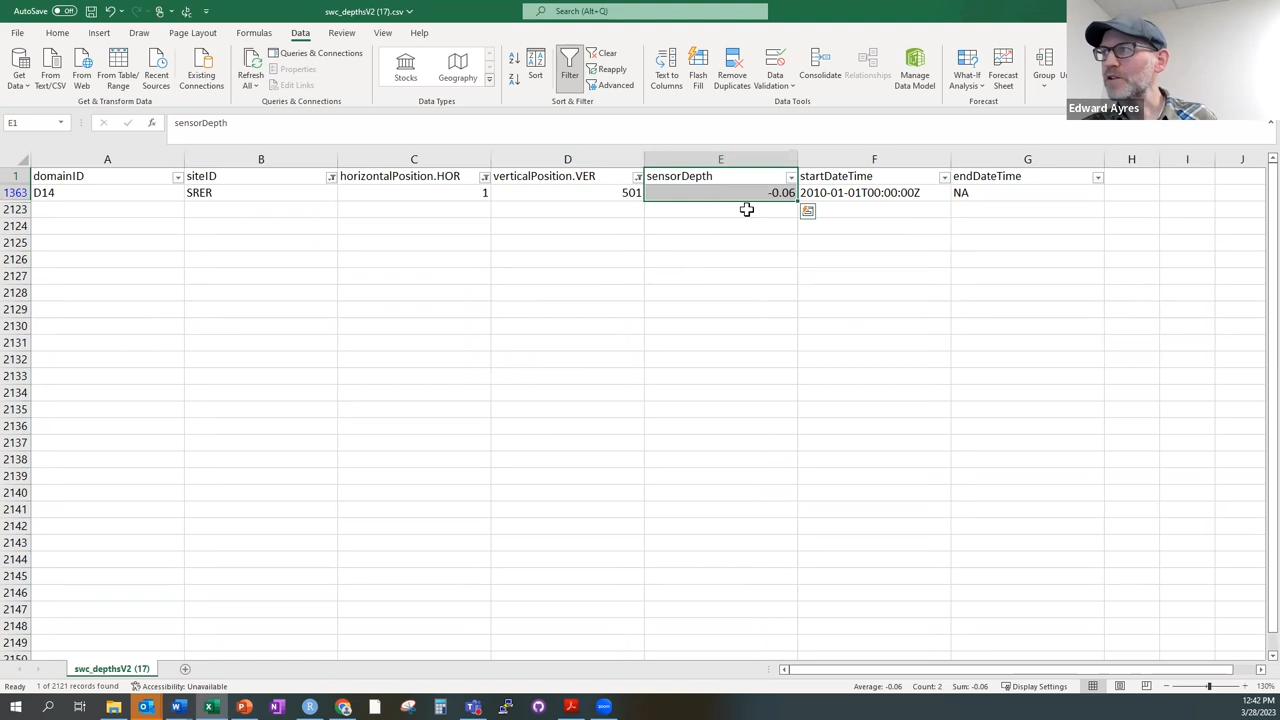 AutoSave Off swc_depthsV2 (17).csv Search (Alt+Q)
File Home Insert Draw Page Layout Formulas Data Review View Automate Help
Get Data From Text/CSV From Web From Table/Range Recent Sources Existing Connections Refresh All Queries & Connections Properties Edit Links Stocks Geography Sort Filter Clear Reapply Advanced Text to Columns Flash Fill Remove Duplicates Data Validation Consolidate Relationships Manage Data Model What-If Analysis Forecast Sheet Group
Get & Transform Data Queries & Connections Data Types Sort & Filter Data Tools Forecast
Edward Ayres
E1 fx sensorDepth
A B C D E F G H I J
1 domainID siteID horizontalPosition.HOR verticalPosition.VER sensorDepth startDateTime endDateTime
1363 D14 SRER 1 501 -0.06 2010-01-01T00:00:00Z NA
2123
2124
2125
2126
2127
2128
2129
2130
2131
2132
2133
2134
2135
2136
2137
2138
2139
2140
2141
2142
2143
2144
2145
2146
2147
2148
2149
2150
swc_depthsV2 (17)
Ready 1 of 2121 records found Accessibility: Unavailable Average: -0.06 Count: 2 Sum: -0.06 Display Settings 130%
12:42 PM
3/28/2023